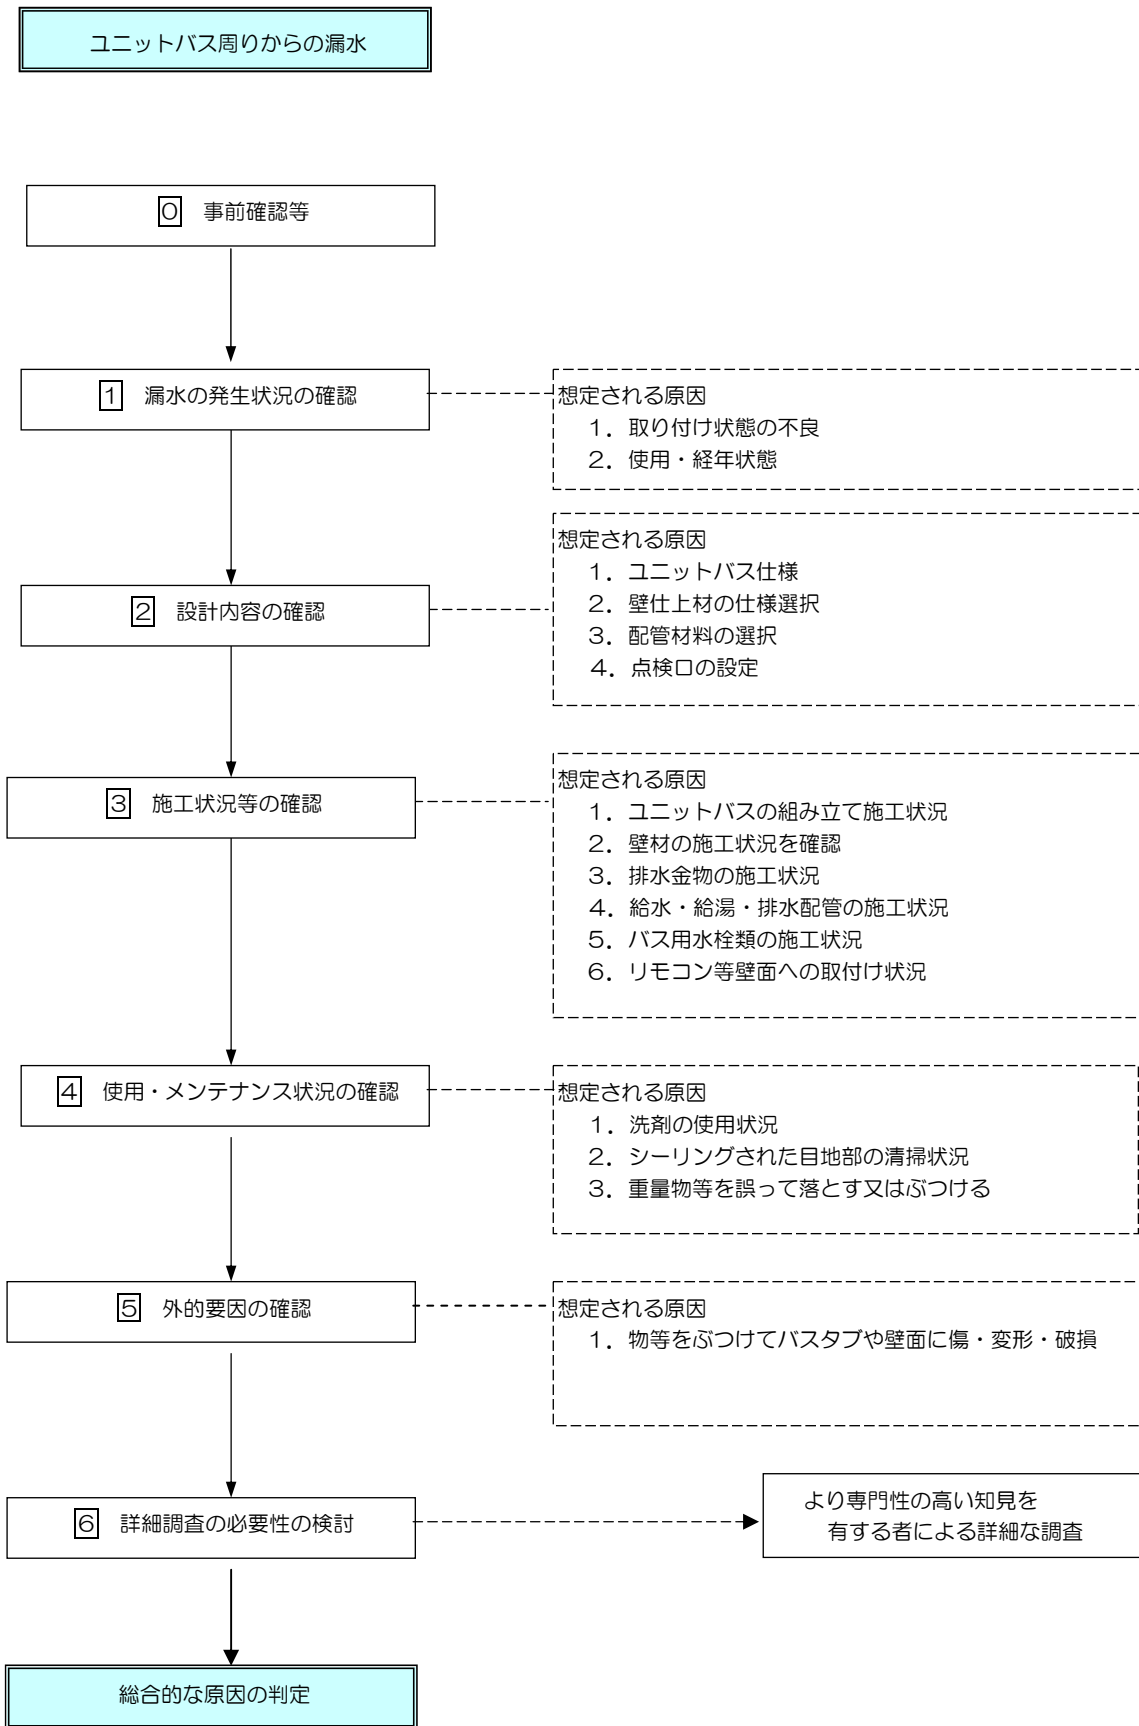 ユニットバス周りからの漏水
0 事前確認等
1 漏水の発生状況の確認
想定される原因
1．取り付け状態の不良
2．使用・経年状態
2 設計内容の確認
想定される原因
1．ユニットバス仕様
2．壁仕上材の仕様選択
3．配管材料の選択
4．点検口の設定
3 施工状況等の確認
想定される原因
1．ユニットバスの組み立て施工状況
2．壁材の施工状況を確認
3．排水金物の施工状況
4．給水・給湯・排水配管の施工状況
5．バス用水栓類の施工状況
6．リモコン等壁面への取付け状況
4 使用・メンテナンス状況の確認
想定される原因
1．洗剤の使用状況
2．シーリングされた目地部の清掃状況
3．重量物等を誤って落とす又はぶつける
5 外的要因の確認
想定される原因
1．物等をぶつけてバスタブや壁面に傷・変形・破損
6 詳細調査の必要性の検討
より専門性の高い知見を
有する者による詳細な調査
総合的な原因の判定